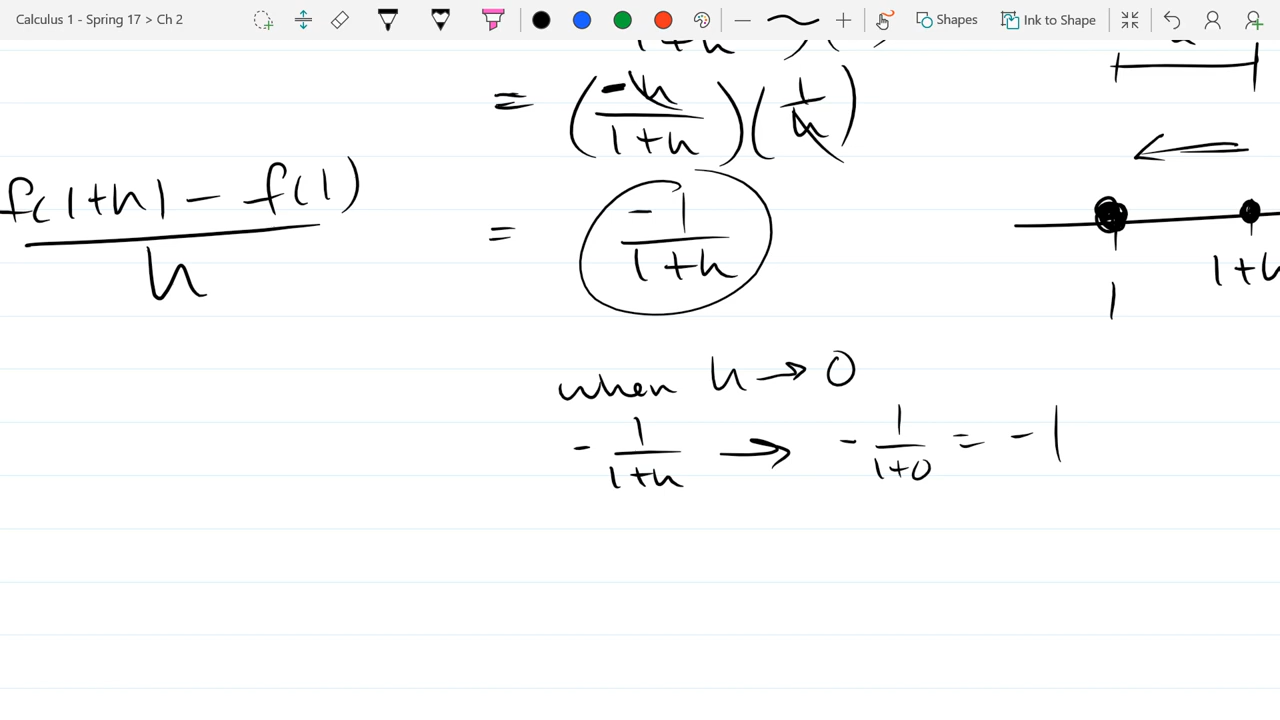 Calculus 1 - Spring 17 > Ch 2 Shapes Ink to Shape
1+h
= (-h/(1+h)) (1/h)
(f(1+h) - f(1))/h = -1/(1+h)
1 1+h
when h → 0
- 1/(1+h) → - 1/(1+0) = -1